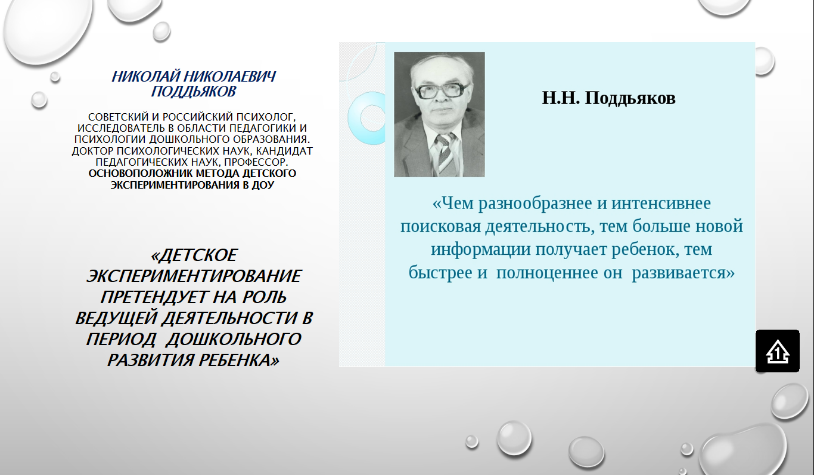 НИКОЛАЙ НИКОЛАЕВИЧ
ПОДДЬЯКОВ
СОВЕТСКИЙ И РОССИЙСКИЙ ПСИХОЛОГ,
ИССЛЕДОВАТЕЛЬ В ОБЛАСТИ ПЕДАГОГИКИ И
ПСИХОЛОГИИ ДОШКОЛЬНОГО ОБРАЗОВАНИЯ.
ДОКТОР ПСИХОЛОГИЧЕСКИХ НАУК, КАНДИДАТ
ПЕДАГОГИЧЕСКИХ НАУК, ПРОФЕССОР.
ОСНОВОПОЛОЖНИК МЕТОДА ДЕТСКОГО
ЭКСПЕРИМЕНТИРОВАНИЯ В ДОУ
«ДЕТСКОЕ
ЭКСПЕРИМЕНТИРОВАНИЕ
ПРЕТЕНДУЕТ НА РОЛЬ
ВЕДУЩЕЙ ДЕЯТЕЛЬНОСТИ В
ПЕРИОД ДОШКОЛЬНОГО
РАЗВИТИЯ РЕБЕНКА»
Н.Н. Поддьяков
«Чем разнообразнее и интенсивнее
поисковая деятельность, тем больше новой
информации получает ребенок, тем
быстрее и полноценнее он развивается»
1